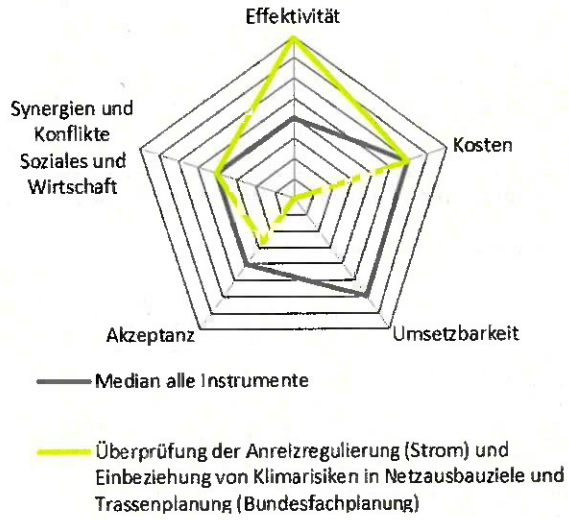 Effektivität
Synergien und
Konflikte
Soziales und
Wirtschaft
Kosten
Akzeptanz
Umsetzbarkeit
Median alle Instrumente
Überprüfung der Anreizregulierung (Strom) und
Einbeziehung von Klimarisiken in Netzausbauziele und
Trassenplanung (Bundesfachplanung)